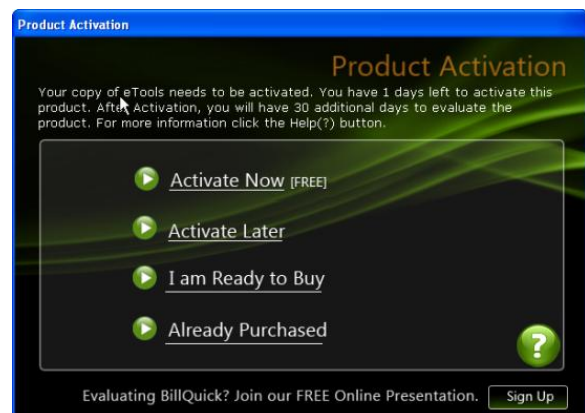 Product Activation
Product Activation
Your copy of eTools needs to be activated. You have 1 days left to activate this
product. After Activation, you will have 30 additional days to evaluate the
product. For more information click the Help(?) button.
Activate Now [FREE]
Activate Later
I am Ready to Buy
Already Purchased
?
Evaluating BillQuick? Join our FREE Online Presentation. Sign Up